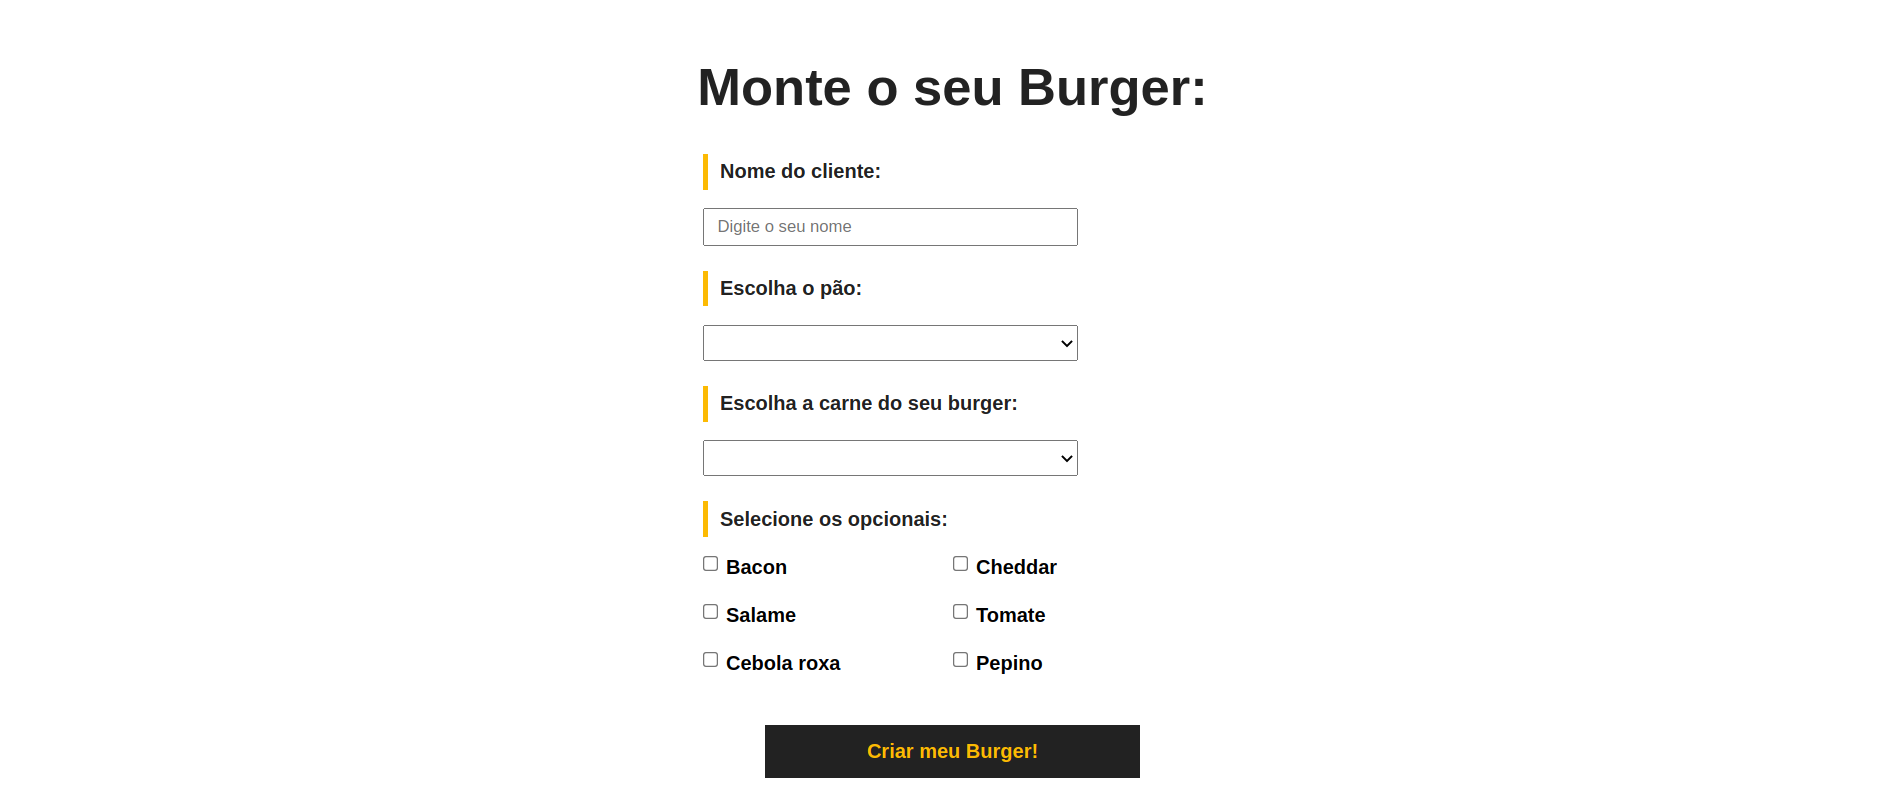 Monte o seu Burger:
Nome do cliente:
Digite o seu nome
Escolha o pão:
Escolha a carne do seu burger:
Selecione os opcionais:
Bacon
Cheddar
Salame
Tomate
Cebola roxa
Pepino
Criar meu Burger!